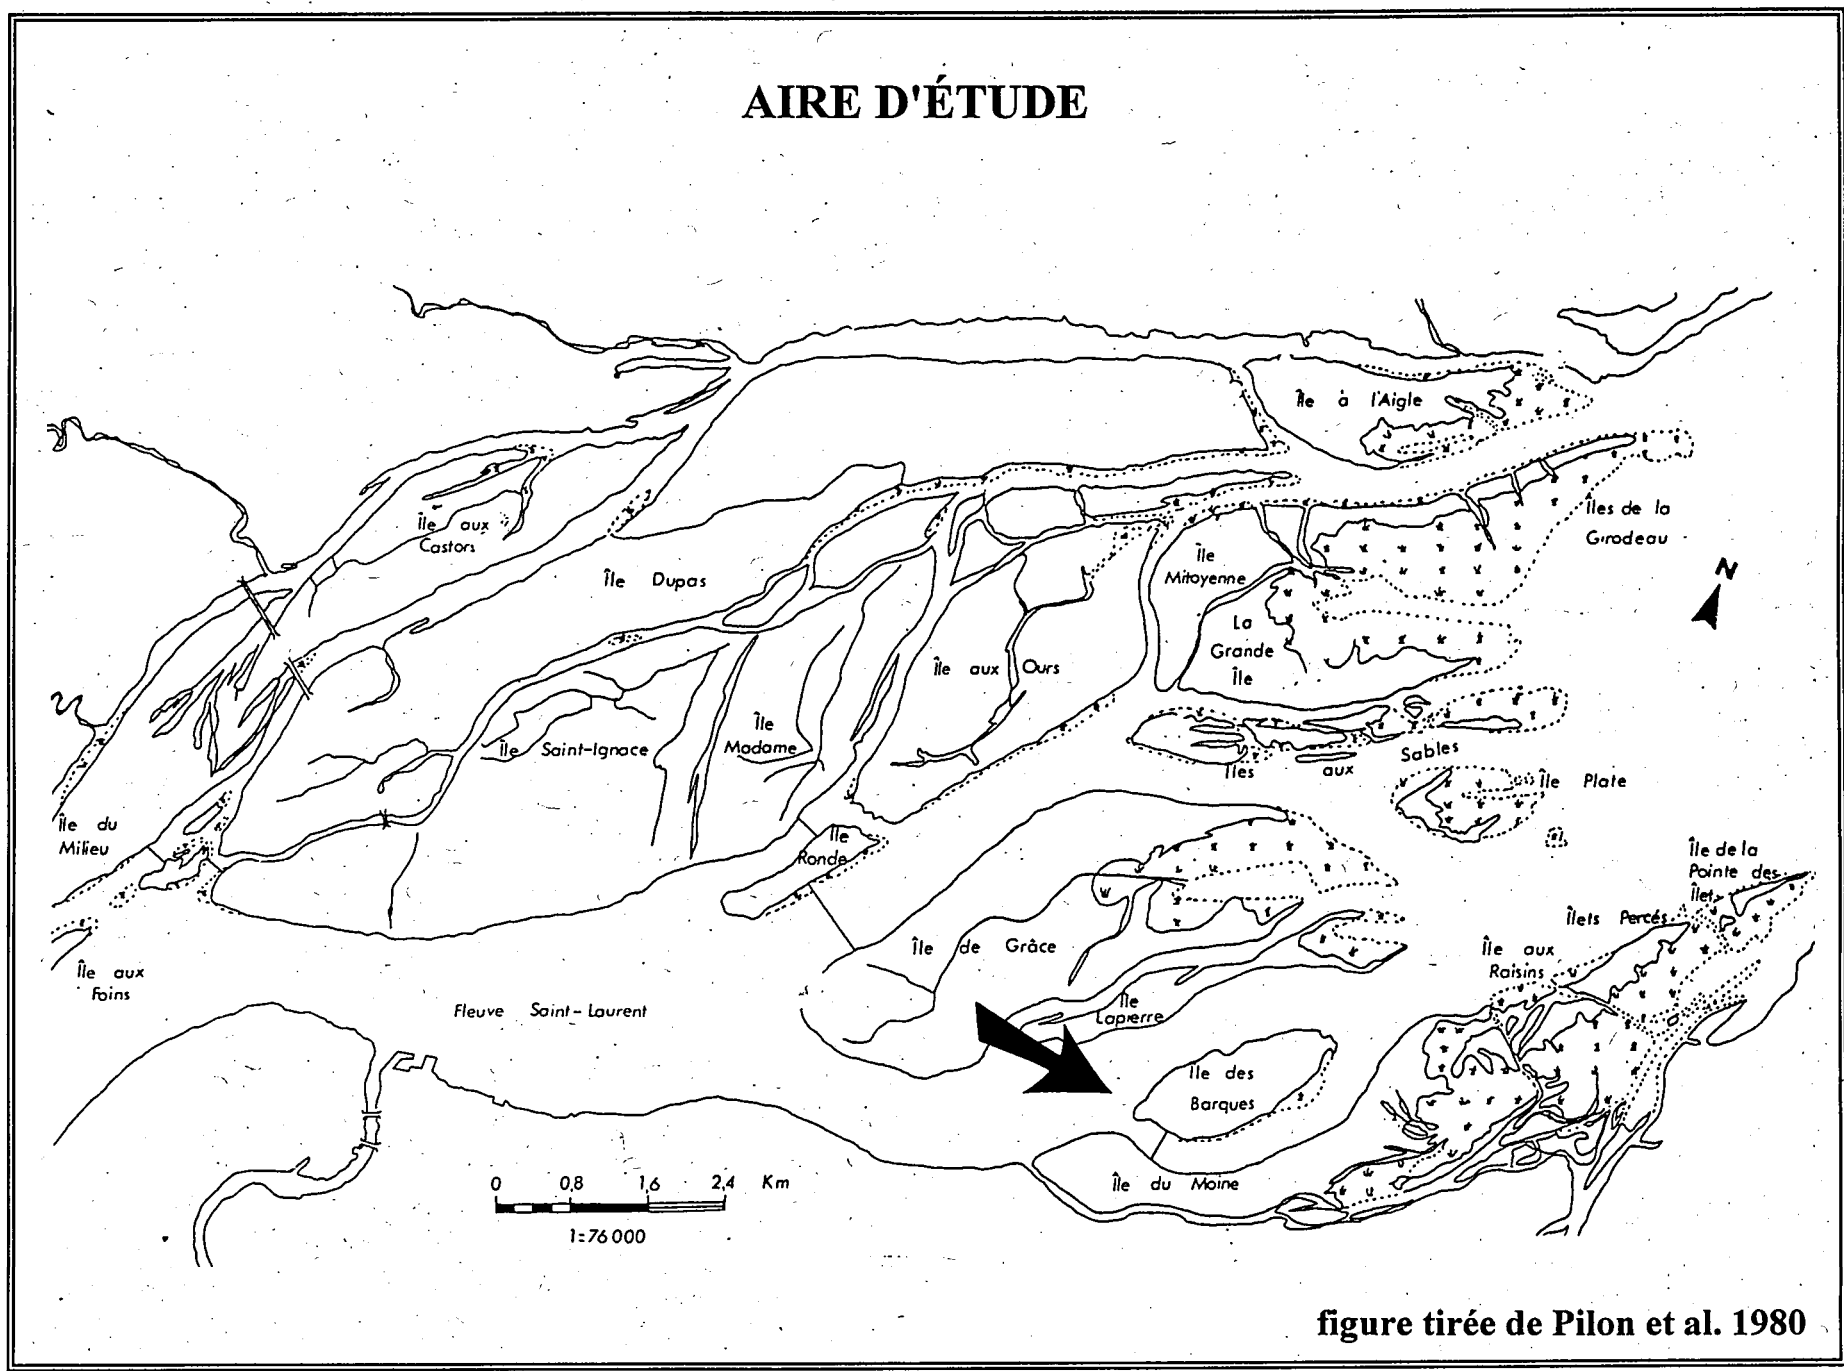 AIRE D'ÉTUDE
Île à l'Aigle
Île aux
Castors
Îles de la
Girodeau
Île
Mitoyenne
Île Dupas
N
La
Grande
Île
Île aux Ours
Île
Madame
Île Saint-Ignace
Îles aux Sables
Île Plate
Île du
Milieu
Île
Ronde
Île de la
Pointe des
Îlets
Îlets Percés
Île aux
Raisins
Île de Grâce
Île aux
Foins
Fleuve Saint-Laurent
Île
Lapierre
Île des
Barques
Île du Moine
0 0,8 1,6 2,4 Km
1:76 000
figure tirée de Pilon et al. 1980